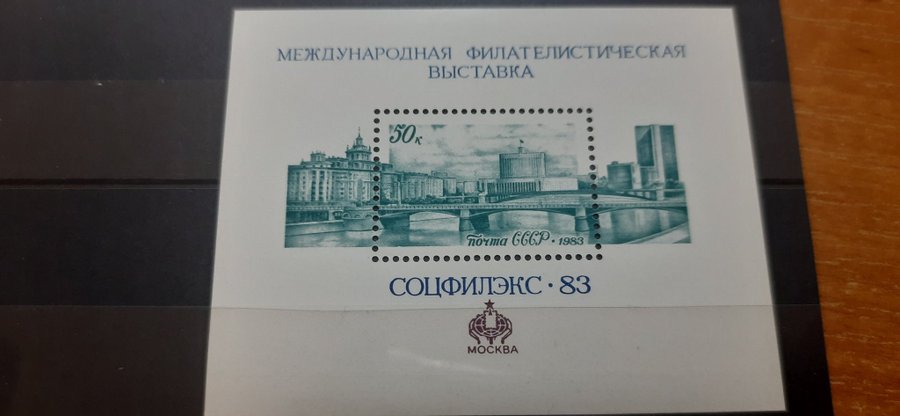 МЕЖДУНАРОДНАЯ ФИЛАТЕЛИСТИЧЕСКАЯ
ВЫСТАВКА
50к
почта СССР · 1983
СОЦФИЛЭКС · 83
МОСКВА